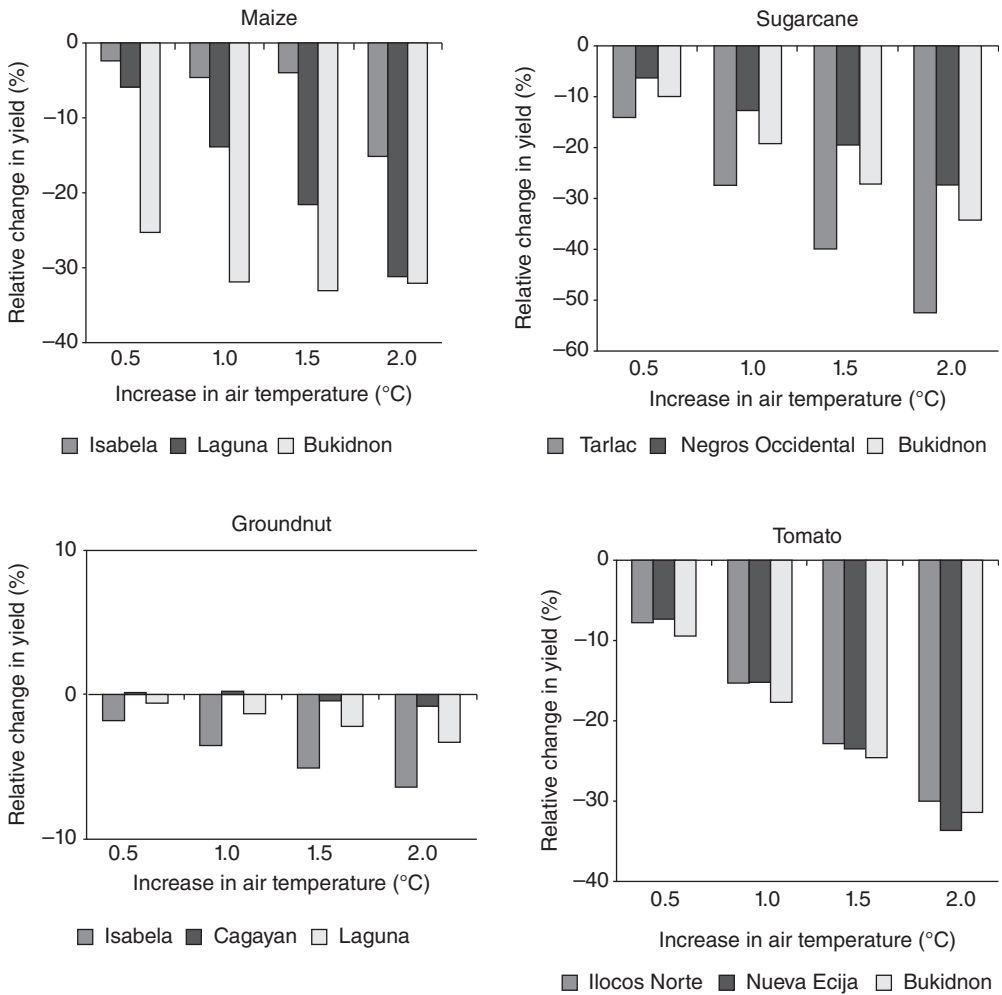 Maize
Relative change in yield (%)
0
–10
–20
–30
–40
0.5 1.0 1.5 2.0
Increase in air temperature (°C)
Isabela Laguna Bukidnon
Sugarcane
Relative change in yield (%)
0
–10
–20
–30
–40
–50
–60
0.5 1.0 1.5 2.0
Increase in air temperature (°C)
Tarlac Negros Occidental Bukidnon
Groundnut
Relative change in yield (%)
10
0
–10
0.5 1.0 1.5 2.0
Increase in air temperature (°C)
Isabela Cagayan Laguna
Tomato
Relative change in yield (%)
0
–10
–20
–30
–40
0.5 1.0 1.5 2.0
Increase in air temperature (°C)
Ilocos Norte Nueva Ecija Bukidnon